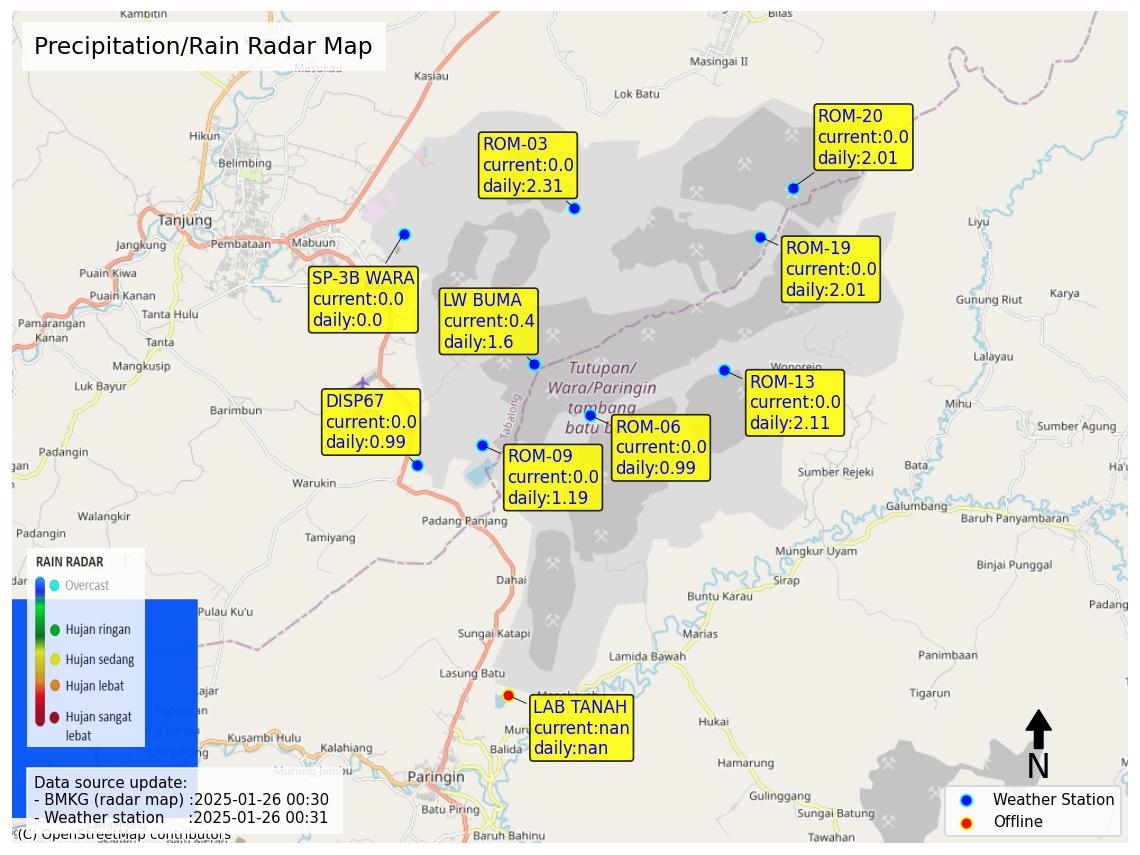 Kambitin
Bilas
Precipitation/Rain Radar Map
Masukau
Kasiau
Masingai II
Lok Batu
Hikun
Belimbing
ROM-03
current:0.0
daily:2.31
ROM-20
current:0.0
daily:2.01
Tanjung
Jangkung
Pembataan
Mabuun
Liyu
Puain Kiwa
Puain Kanan
SP-3B WARA
current:0.0
daily:0.0
LW BUMA
current:0.4
daily:1.6
ROM-19
current:0.0
daily:2.01
Tanta Hulu
Gunung Riut
Karya
Pamarangan
Kanan
Tanta
Mangkusip
Luk Bayur
Lalayau
Wonorejo
Tutupan/
Wara/Paringin
tambang
batu b
Tabalong
ROM-13
current:0.0
daily:2.11
DISP67
current:0.0
daily:0.99
Barimbun
Mihu
ROM-06
current:0.0
daily:0.99
Sumber Agung
Padangin
gan
ROM-09
current:0.0
daily:1.19
Bata
Sumber Rejeki
Warukin
Galumbang
Baruh Panyambaran
Walangkir
Padangin
Padang Panjang
Tamiyang
Mungkur Uyam
Binjai Punggal
Dahai
Sirap
Buntu Karau
Padang
RAIN RADAR
Overcast
Hujan ringan
Hujan sedang
Hujan lebat
Hujan sangat
lebat
Pulau Ku'u
Sungai Katapi
Marias
Lamida Bawah
Panimbaan
Lasung Batu
Tigarun
Lajar
LAB TANAH
current:nan
daily:nan
Muru
Balida
Hukai
Kusambi Hulu
Kalahiang
Murung Jambu
Paringin
Hamarung
N
Data source update:
- BMKG (radar map) :2025-01-26 00:30
- Weather station :2025-01-26 00:31
Batu Piring
Gulinggang
Sungai Batung
Weather Station
Offline
(C) OpenStreetMap contributors
Baruh Bahinu
Tawahan